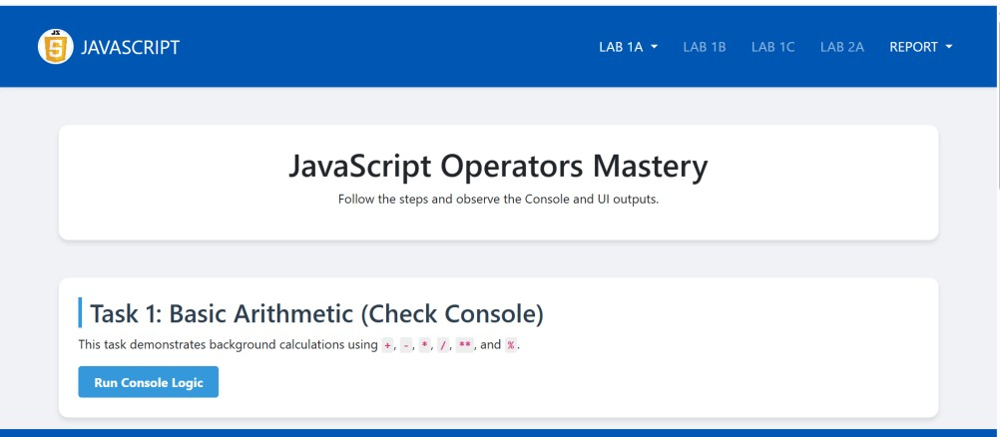 JS
JAVASCRIPT
LAB 1A
LAB 1B
LAB 1C
LAB 2A
REPORT
JavaScript Operators Mastery
Follow the steps and observe the Console and UI outputs.
Task 1: Basic Arithmetic (Check Console)
This task demonstrates background calculations using +, -, *, /, **, and %.
Run Console Logic